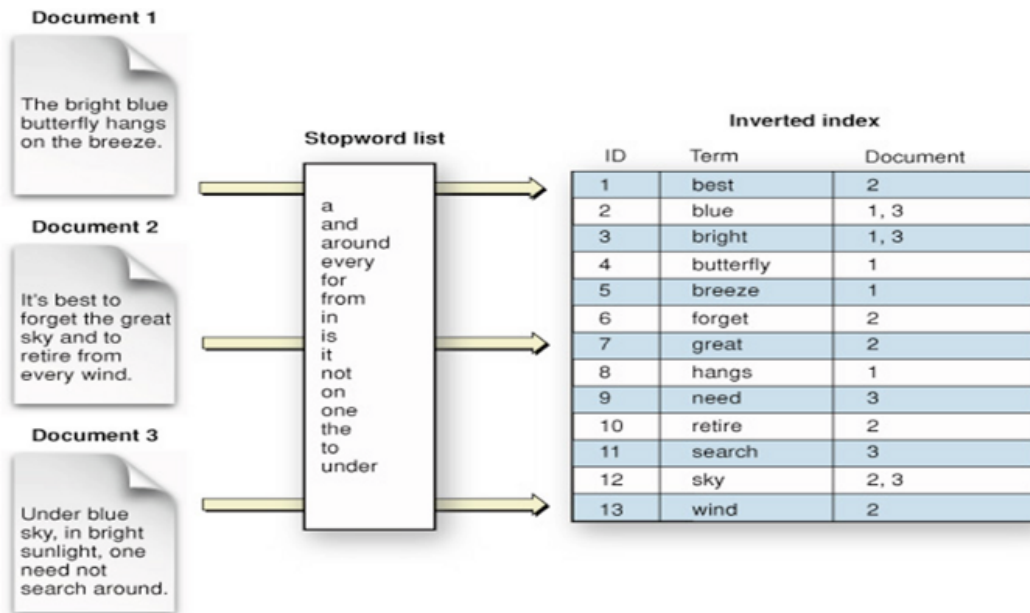 Document 1
The bright blue
butterfly hangs
on the breeze.
Document 2
It's best to
forget the great
sky and to
retire from
every wind.
Document 3
Under blue
sky, in bright
sunlight, one
need not
search around.
Stopword list
a
and
around
every
for
from
in
is
it
not
on
one
the
to
under
Inverted index
ID Term Document
1 best 2
2 blue 1, 3
3 bright 1, 3
4 butterfly 1
5 breeze 1
6 forget 2
7 great 2
8 hangs 1
9 need 3
10 retire 2
11 search 3
12 sky 2, 3
13 wind 2